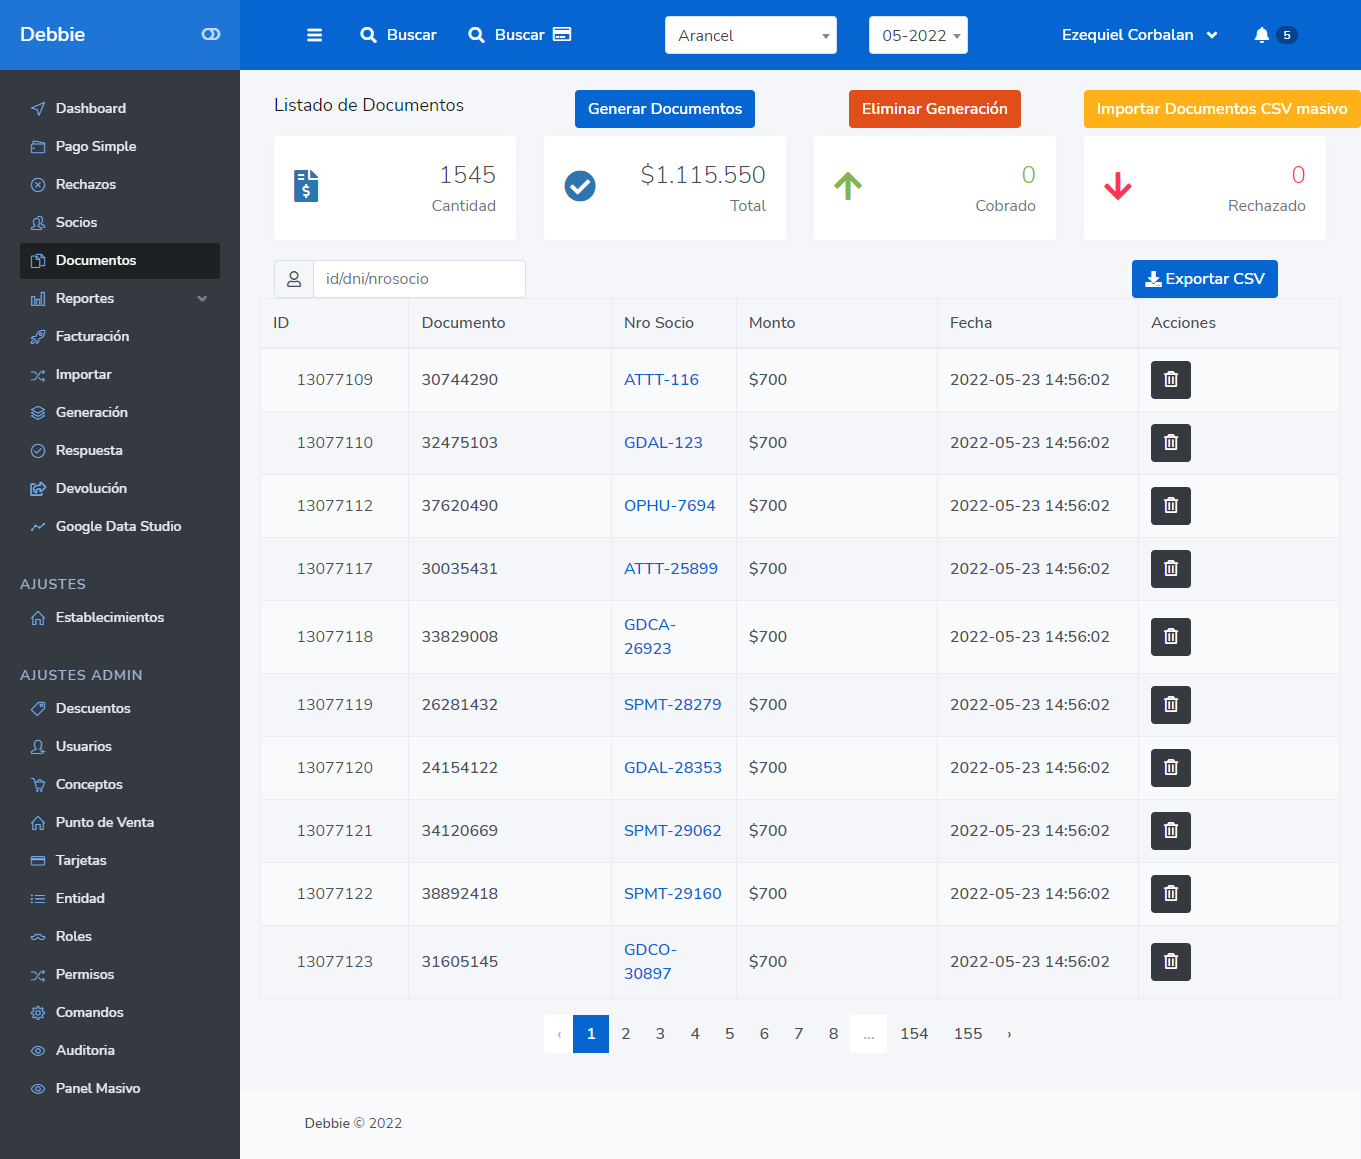 Debbie
Buscar
Buscar
Arancel
05-2022
Ezequiel Corbalan
5
Dashboard
Pago Simple
Rechazos
Socios
Documentos
Reportes
Facturación
Importar
Generación
Respuesta
Devolución
Google Data Studio
AJUSTES
Establecimientos
AJUSTES ADMIN
Descuentos
Usuarios
Conceptos
Punto de Venta
Tarjetas
Entidad
Roles
Permisos
Comandos
Auditoria
Panel Masivo
Listado de Documentos
Generar Documentos
Eliminar Generación
Importar Documentos CSV masivo
1545
Cantidad
$1.115.550
Total
0
Cobrado
0
Rechazado
id/dni/nrosocio
Exportar CSV
ID Documento Nro Socio Monto Fecha Acciones
13077109 30744290 ATTT-116 $700 2022-05-23 14:56:02
13077110 32475103 GDAL-123 $700 2022-05-23 14:56:02
13077112 37620490 OPHU-7694 $700 2022-05-23 14:56:02
13077117 30035431 ATTT-25899 $700 2022-05-23 14:56:02
13077118 33829008 GDCA-
26923 $700 2022-05-23 14:56:02
13077119 26281432 SPMT-28279 $700 2022-05-23 14:56:02
13077120 24154122 GDAL-28353 $700 2022-05-23 14:56:02
13077121 34120669 SPMT-29062 $700 2022-05-23 14:56:02
13077122 38892418 SPMT-29160 $700 2022-05-23 14:56:02
13077123 31605145 GDCO-
30897 $700 2022-05-23 14:56:02
‹ 1 2 3 4 5 6 7 8 ... 154 155 ›
Debbie © 2022